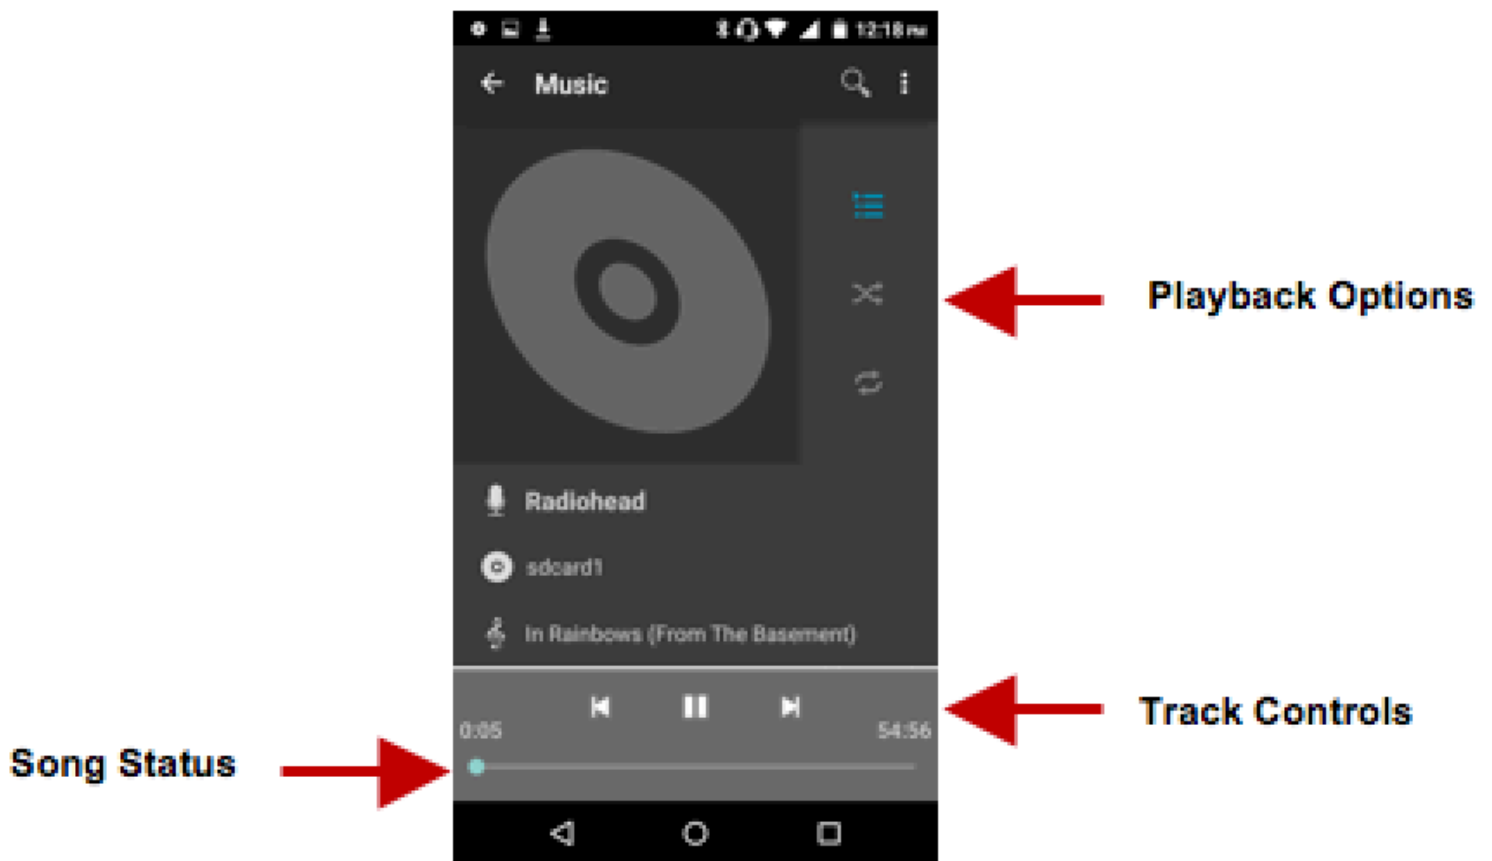 12:18 PM
Music
Playback Options
Radiohead
sdcard1
In Rainbows (From The Basement)
Track Controls
0:05
54:56
Song Status